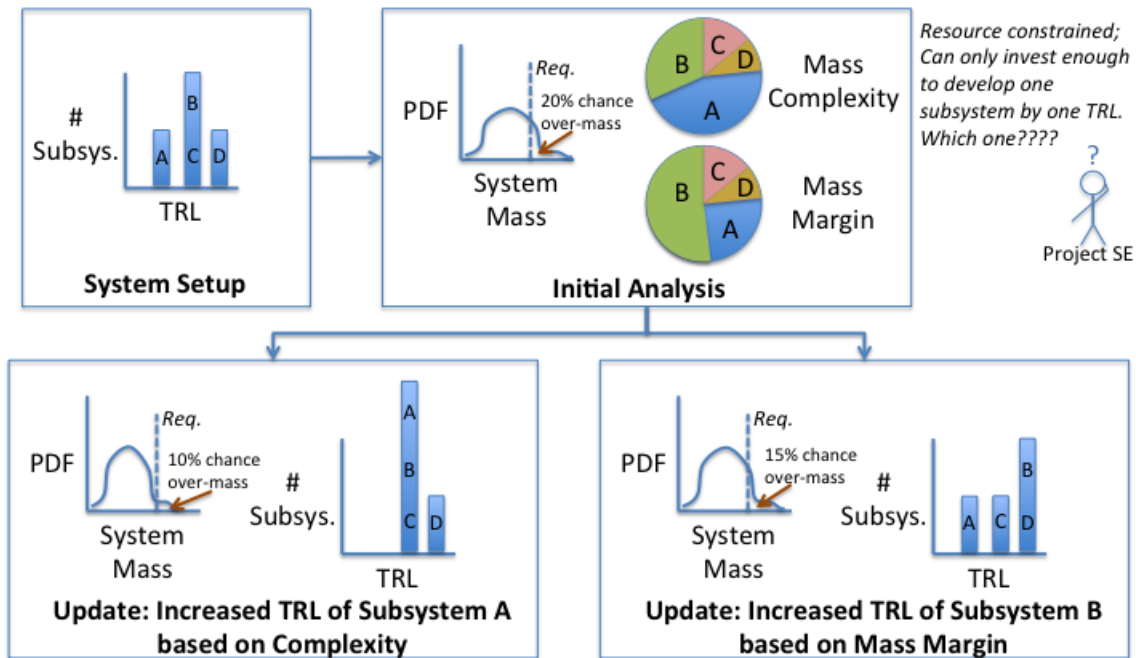 #
Subsys.
A
B
C
D
TRL
System Setup
PDF
Req.
20% chance
over-mass
System
Mass
B
C
D
A
Mass
Complexity
B
C
D
A
Mass
Margin
Initial Analysis
Resource constrained;
Can only invest enough
to develop one
subsystem by one TRL.
Which one????
?
Project SE
PDF
Req.
10% chance
over-mass
System
Mass
#
Subsys.
A
B
C
D
TRL
Update: Increased TRL of Subsystem A
based on Complexity
PDF
Req.
15% chance
over-mass
System
Mass
#
Subsys.
A
C
B
D
TRL
Update: Increased TRL of Subsystem B
based on Mass Margin